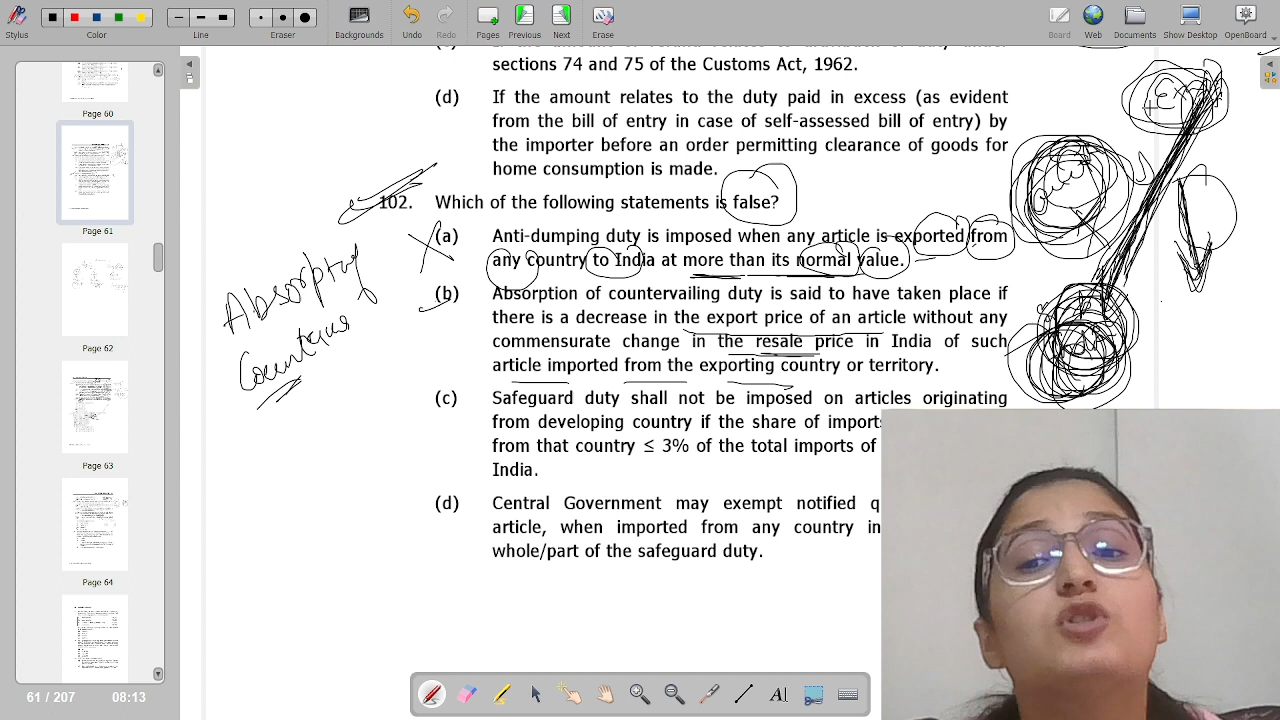 Styles
Color
Line
Eraser
Backgrounds
Undo
Redo
Pages
Previous
Next
Erase
Board
Web
Documents
Show Desktop
OpenBoard
Page 60
Page 61
Page 62
Page 63
Page 64
61 / 207
08:13
sections 74 and 75 of the Customs Act, 1962.
(d) If the amount relates to the duty paid in excess (as evident
from the bill of entry in case of self-assessed bill of entry) by
the importer before an order permitting clearance of goods for
home consumption is made.
102. Which of the following statements is false?
(a) Anti-dumping duty is imposed when any article is exported from
any country to India at more than its normal value.
(b) Absorption of countervailing duty is said to have taken place if
there is a decrease in the export price of an article without any
commensurate change in the resale price in India of such
article imported from the exporting country or territory.
(c) Safeguard duty shall not be imposed on articles originating
from developing country if the share of imports
from that country ≤ 3% of the total imports of
India.
(d) Central Government may exempt notified q
article, when imported from any country in
whole/part of the safeguard duty.